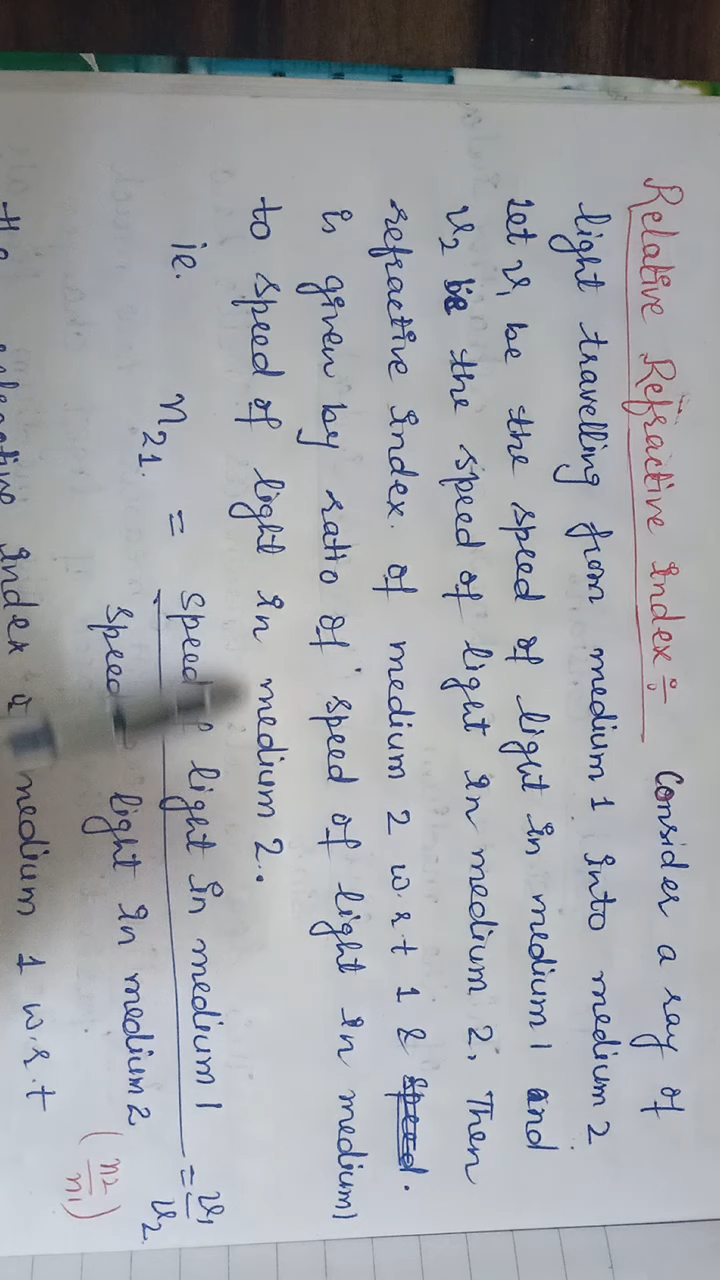 Relative Refractive Index:- Consider a ray of
light travelling from medium 1 into medium 2
Let v1 be the speed of light in medium 1 and
v2 be the speed of light in medium 2. Then
refractive index. of medium 2 w.r.t 1 & speed.
is given by ratio of speed of light in medium 1
to speed of light in medium 2.
ie. n21. = speed of light in medium 1 = v1
speed light in medium 2 v2
(n2/n1)
index medium 1 w.r.t